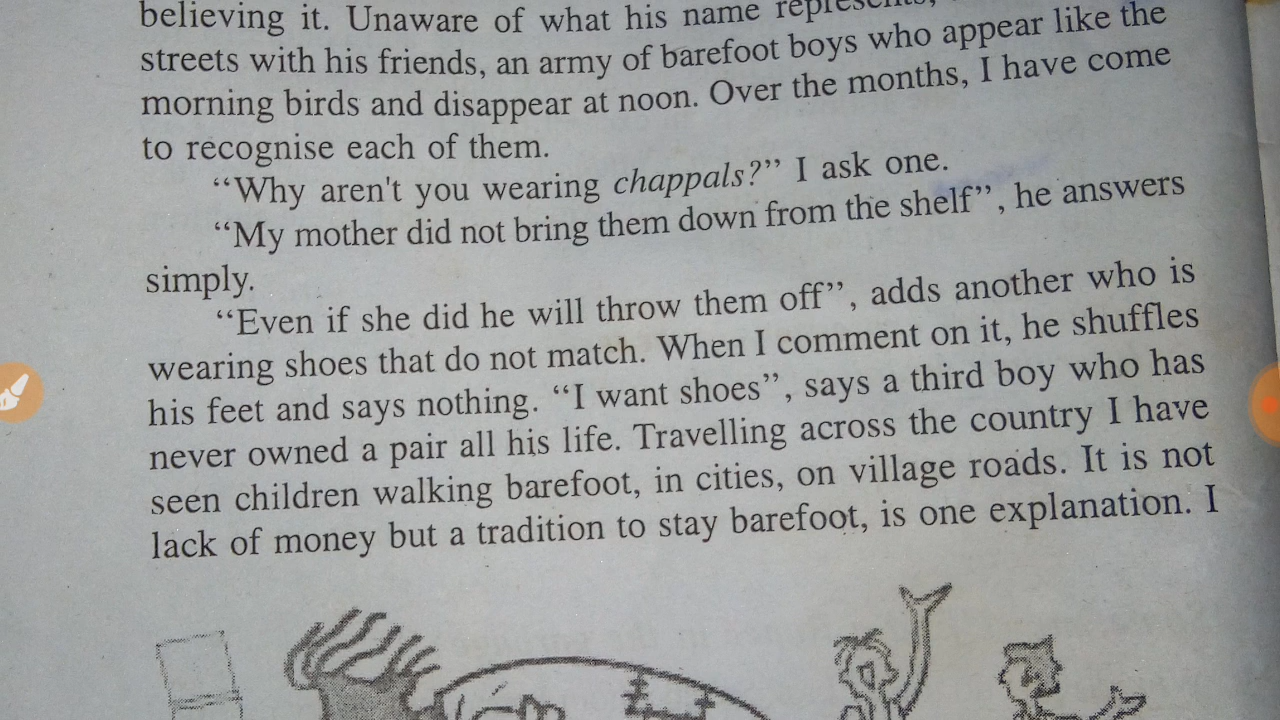 believing it. Unaware of what his name
streets with his friends, an army of barefoot boys who appear like the
morning birds and disappear at noon. Over the months, I have come
to recognise each of them.
“Why aren't you wearing chappals?” I ask one.
“My mother did not bring them down from the shelf”, he answers
simply.
“Even if she did he will throw them off”, adds another who is
wearing shoes that do not match. When I comment on it, he shuffles
his feet and says nothing. “I want shoes”, says a third boy who has
never owned a pair all his life. Travelling across the country I have
seen children walking barefoot, in cities, on village roads. It is not
lack of money but a tradition to stay barefoot, is one explanation. I